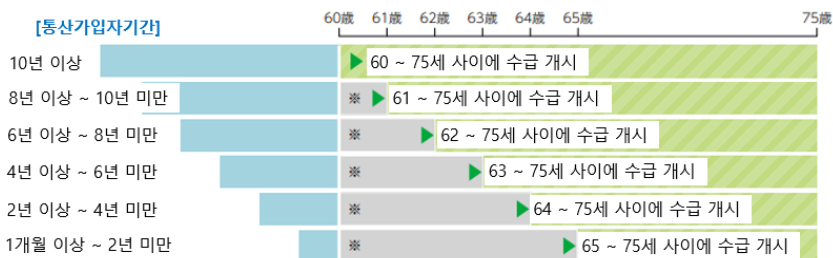 [통산가입자기간]
60歳 61歳 62歳 63歳 64歳 65歳 75歳
10년 이상 60 ~ 75세 사이에 수급 개시
8년 이상 ~ 10년 미만 ※ 61 ~ 75세 사이에 수급 개시
6년 이상 ~ 8년 미만 ※ 62 ~ 75세 사이에 수급 개시
4년 이상 ~ 6년 미만 ※ 63 ~ 75세 사이에 수급 개시
2년 이상 ~ 4년 미만 ※ 64 ~ 75세 사이에 수급 개시
1개월 이상 ~ 2년 미만 ※ 65 ~ 75세 사이에 수급 개시